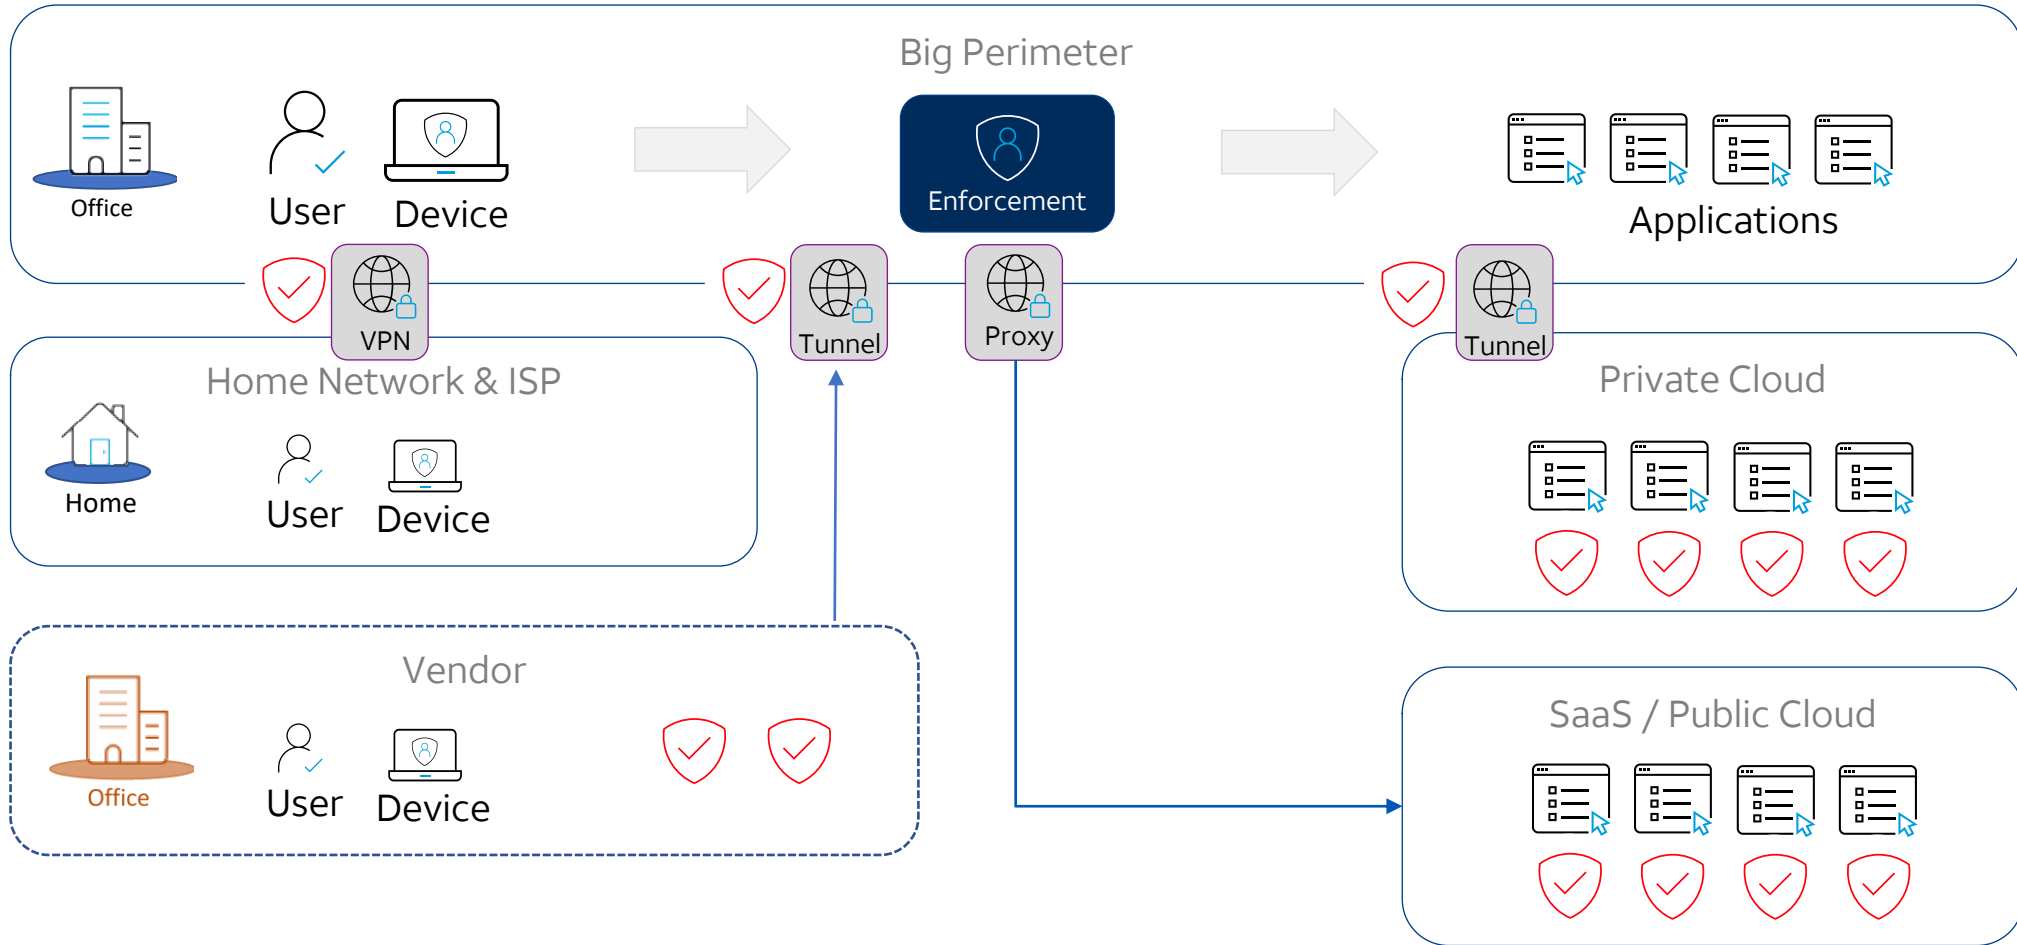 Big Perimeter
Office
User
Device
Enforcement
Applications
VPN
Tunnel
Proxy
Tunnel
Home Network & ISP
Home
User
Device
Private Cloud
Vendor
Office
User
Device
SaaS / Public Cloud